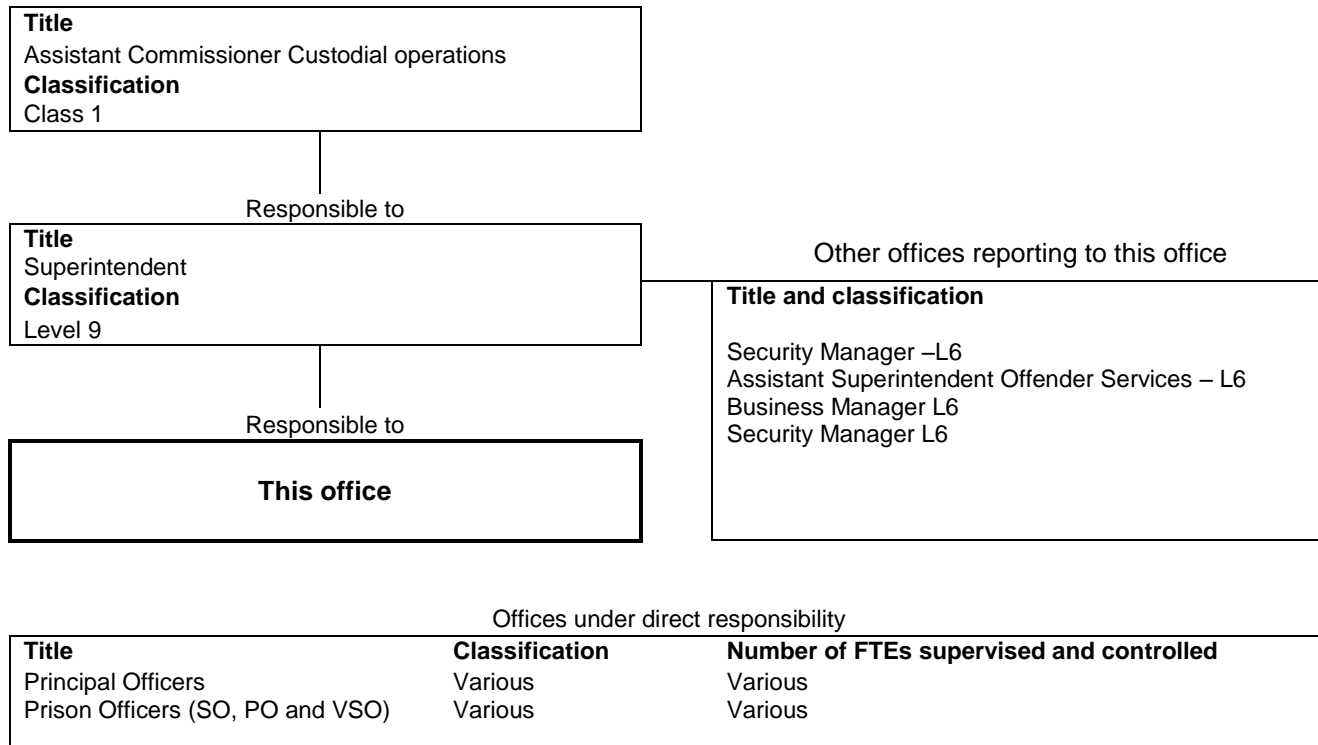 Title
Assistant Commissioner Custodial operations
Classification
Class 1
Responsible to
Title
Superintendent
Classification
Level 9
Other offices reporting to this office
Title and classification
Security Manager –L6
Assistant Superintendent Offender Services – L6
Business Manager L6
Security Manager L6
Responsible to
This office
Offices under direct responsibility
Title Classification Number of FTEs supervised and controlled
Principal Officers Various Various
Prison Officers (SO, PO and VSO) Various Various